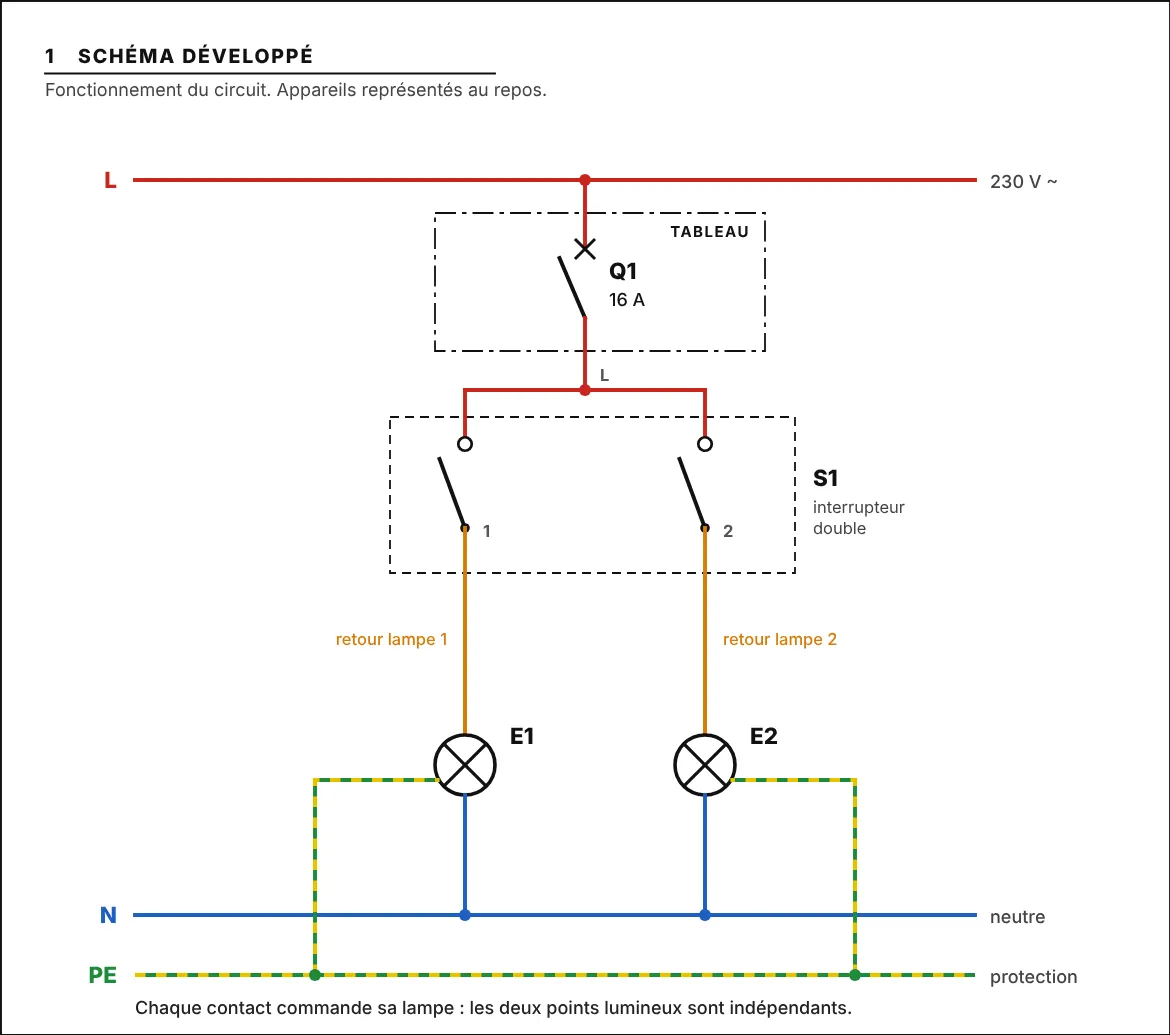 1 SCHÉMA DÉVELOPPÉ
Fonctionnement du circuit. Appareils représentés au repos.
L
230 V ~
TABLEAU
Q1
16 A
L
S1
interrupteur
double
1
2
retour lampe 1
retour lampe 2
E1
E2
N
neutre
PE
protection
Chaque contact commande sa lampe : les deux points lumineux sont indépendants.